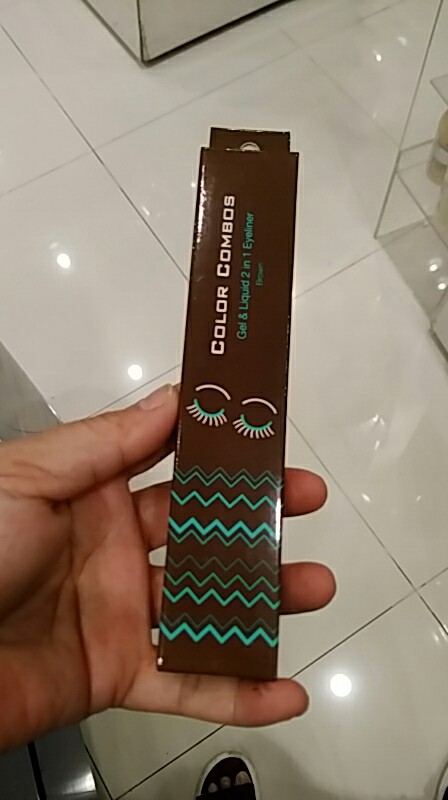 COLOR COMBOS
Gel & Liquid 2 in 1 Eyeliner
Brown